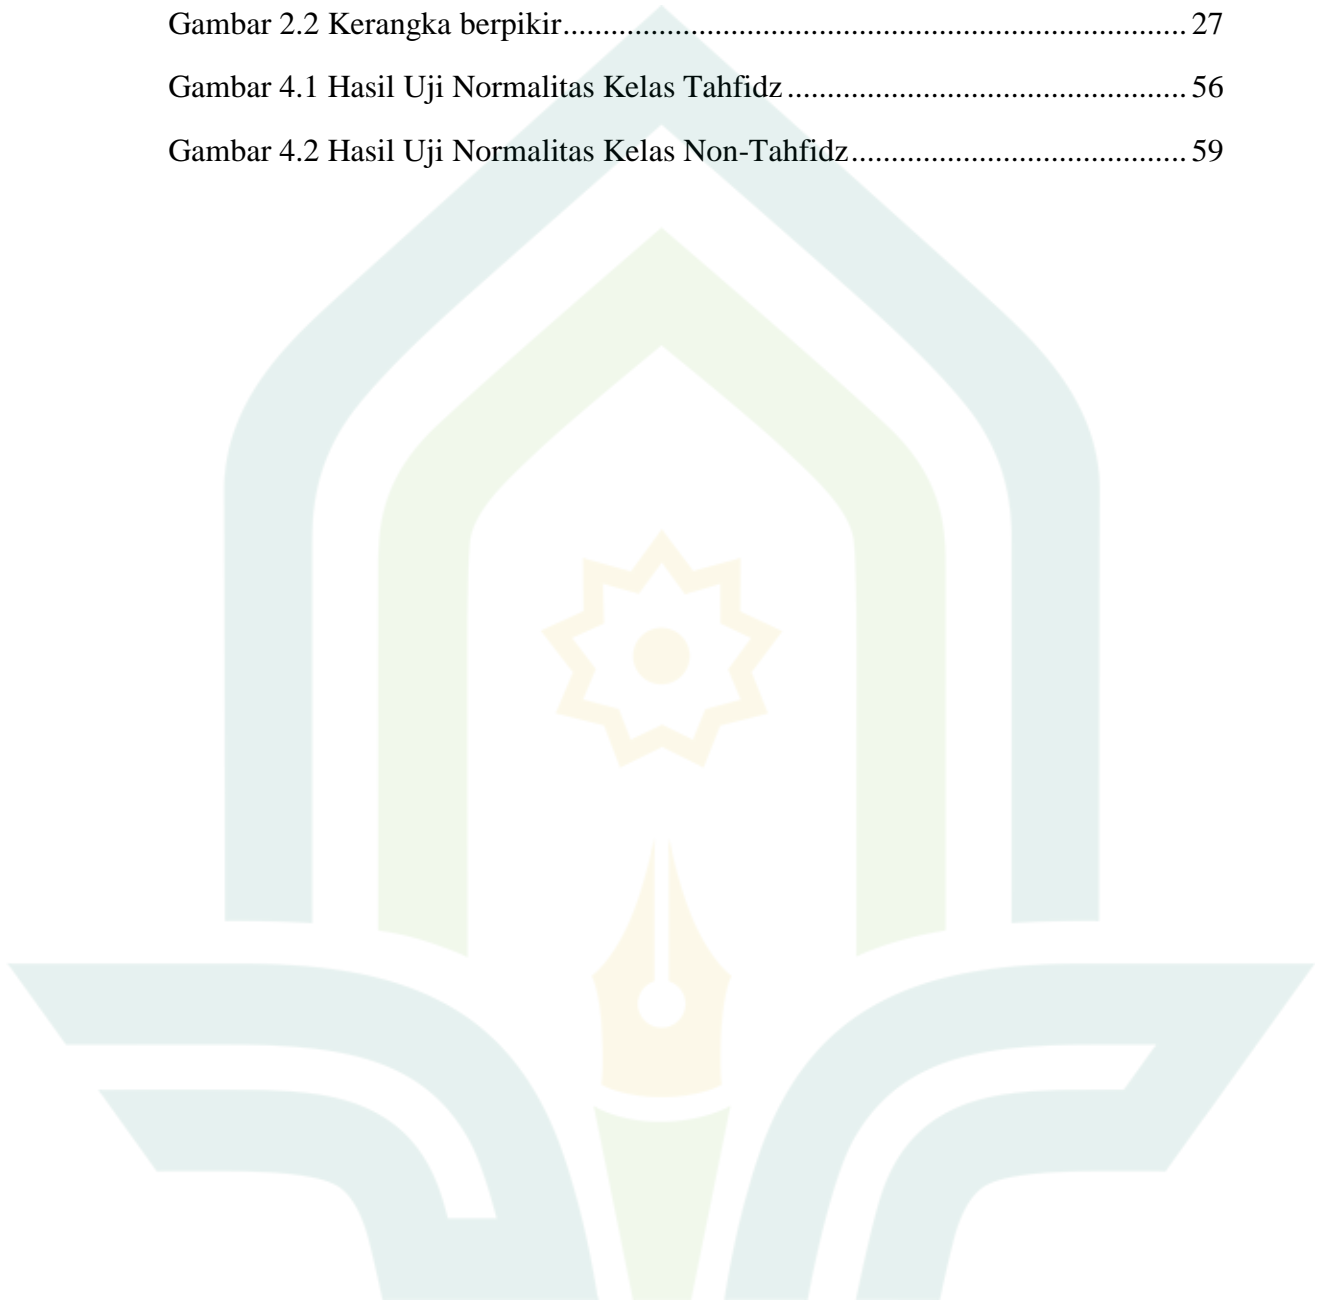 Gambar 2.2 Kerangka berpikir.............................................................................. 27
Gambar 4.1 Hasil Uji Normalitas Kelas Tahfidz .................................................. 56
Gambar 4.2 Hasil Uji Normalitas Kelas Non-Tahfidz.......................................... 59